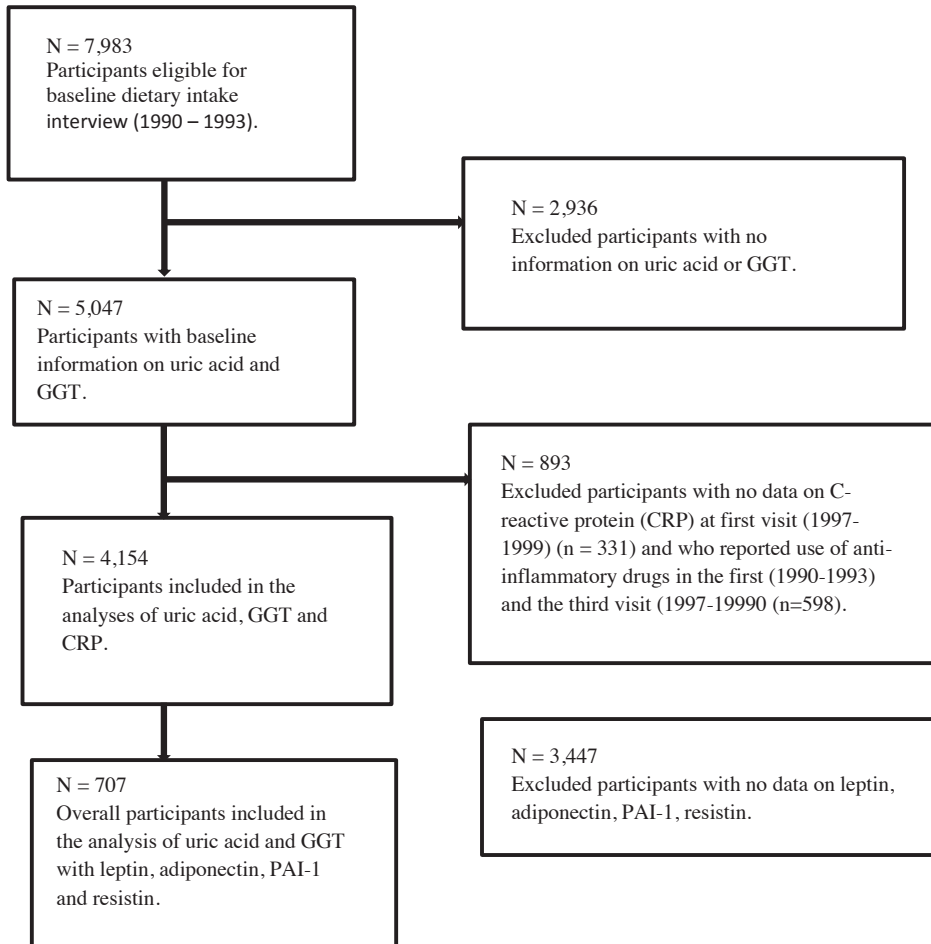 N = 7,983
Participants eligible for
baseline dietary intake
interview (1990 – 1993).
N = 2,936
Excluded participants with no
information on uric acid or GGT.
N = 5,047
Participants with baseline
information on uric acid and
GGT.
N = 893
Excluded participants with no data on C-
reactive protein (CRP) at first visit (1997-
1999) (n = 331) and who reported use of anti-
inflammatory drugs in the first (1990-1993)
and the third visit (1997-19990 (n=598).
N = 4,154
Participants included in the
analyses of uric acid, GGT and
CRP.
N = 3,447
Excluded participants with no data on leptin,
adiponectin, PAI-1, resistin.
N = 707
Overall participants included in
the analysis of uric acid and GGT
with leptin, adiponectin, PAI-1
and resistin.